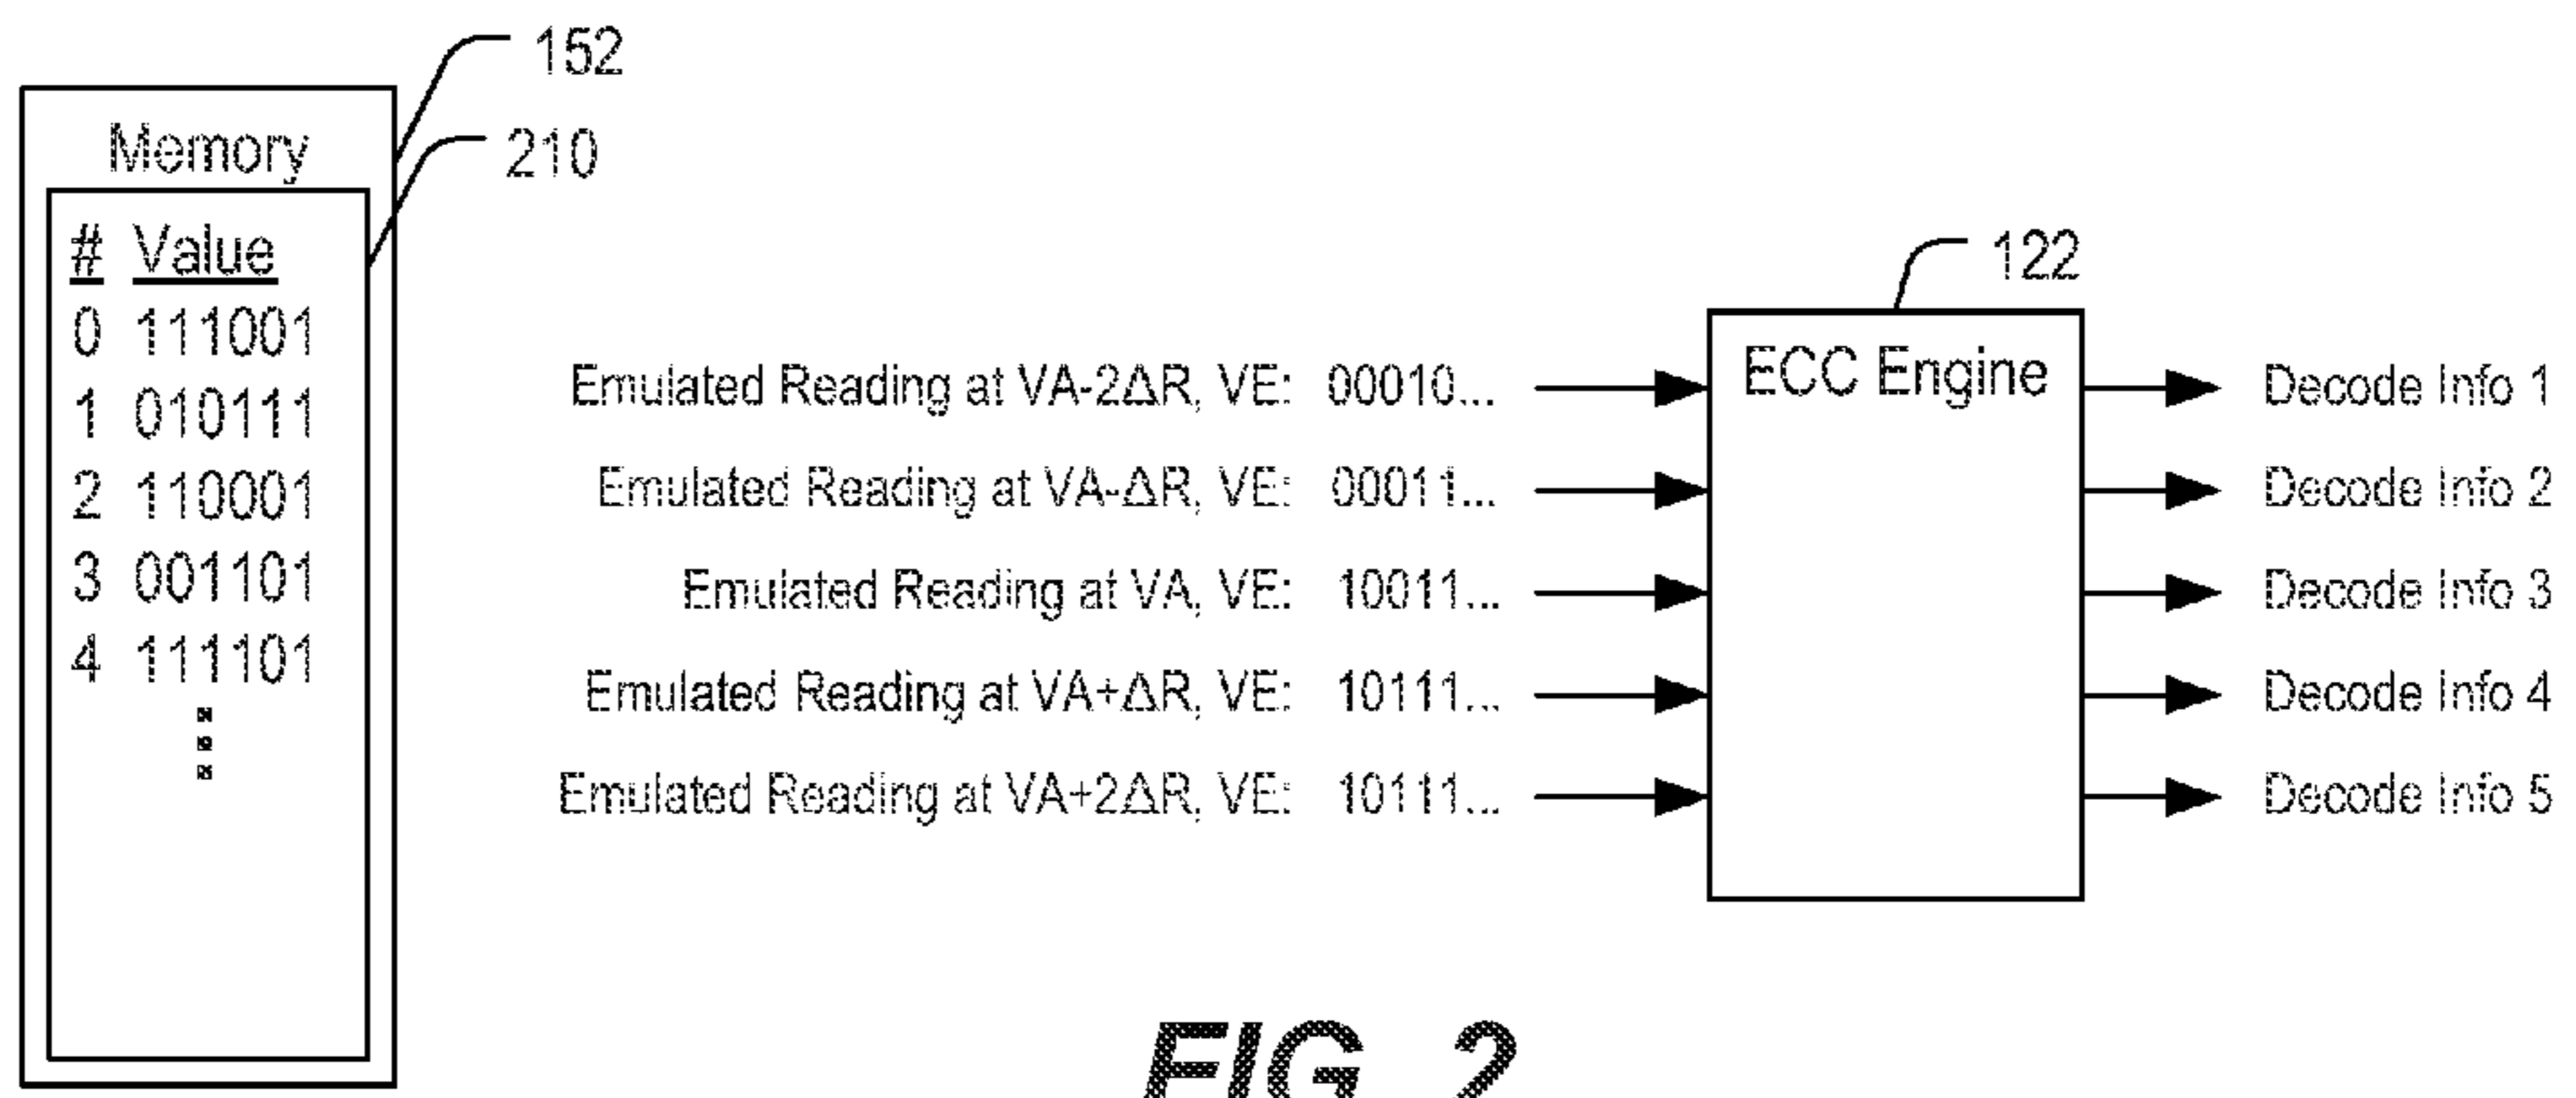 152
Memory
210
# Value
0 111001
1 010111
2 110001
3 001101
4 111101
122
ECC Engine
Emulated Reading at VA-2ΔR, VE: 00010...
Emulated Reading at VA-ΔR, VE: 00011...
Emulated Reading at VA, VE: 10011...
Emulated Reading at VA+ΔR, VE: 10111...
Emulated Reading at VA+2ΔR, VE: 10111...
Decode Info 1
Decode Info 2
Decode Info 3
Decode Info 4
Decode Info 5
FIG. 2